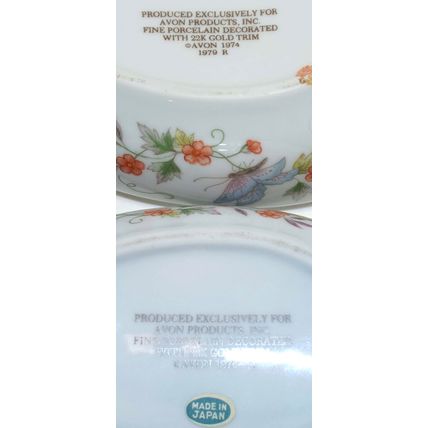 PRODUCED EXCLUSIVELY FOR
AVON PRODUCTS, INC.
FINE PORCELAIN DECORATED
WITH 22K GOLD TRIM
©AVON 1974
1979 R
PRODUCED EXCLUSIVELY FOR
AVON PRODUCTS, INC.
FINE
MADE IN
JAPAN